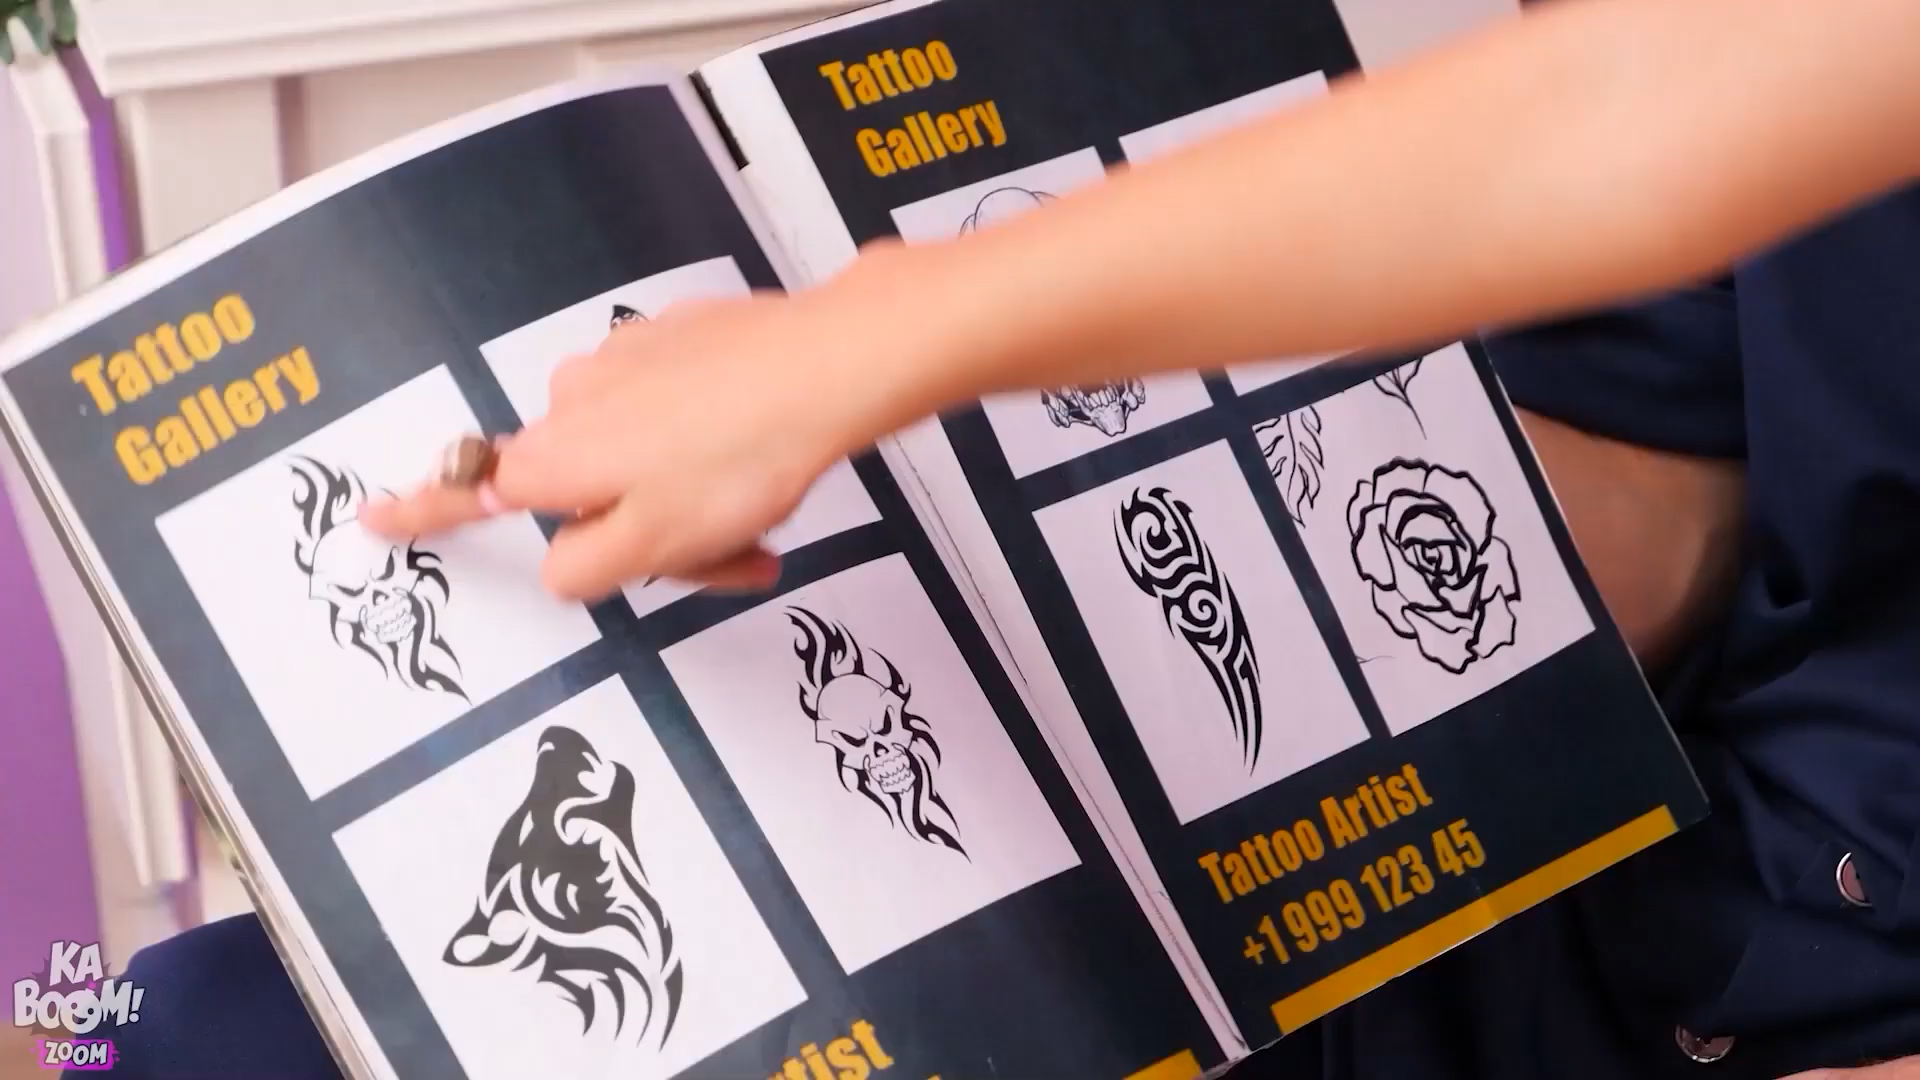 Tattoo
Gallery
Tattoo
Gallery
Tattoo Artist
+1 999 123 45
KA
BOOM!
ZOOM